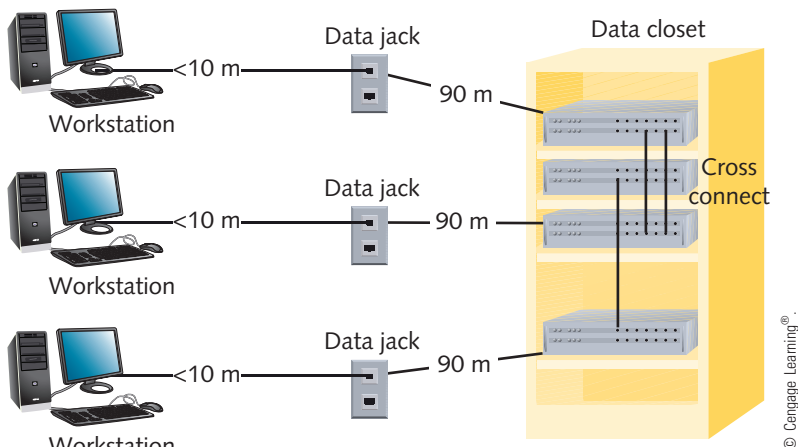 Data jack
Data closet
<10 m
90 m
Workstation
Cross
connect
Data jack
<10 m
90 m
Workstation
Data jack
<10 m
90 m
Workstation
© Cengage Learning®.